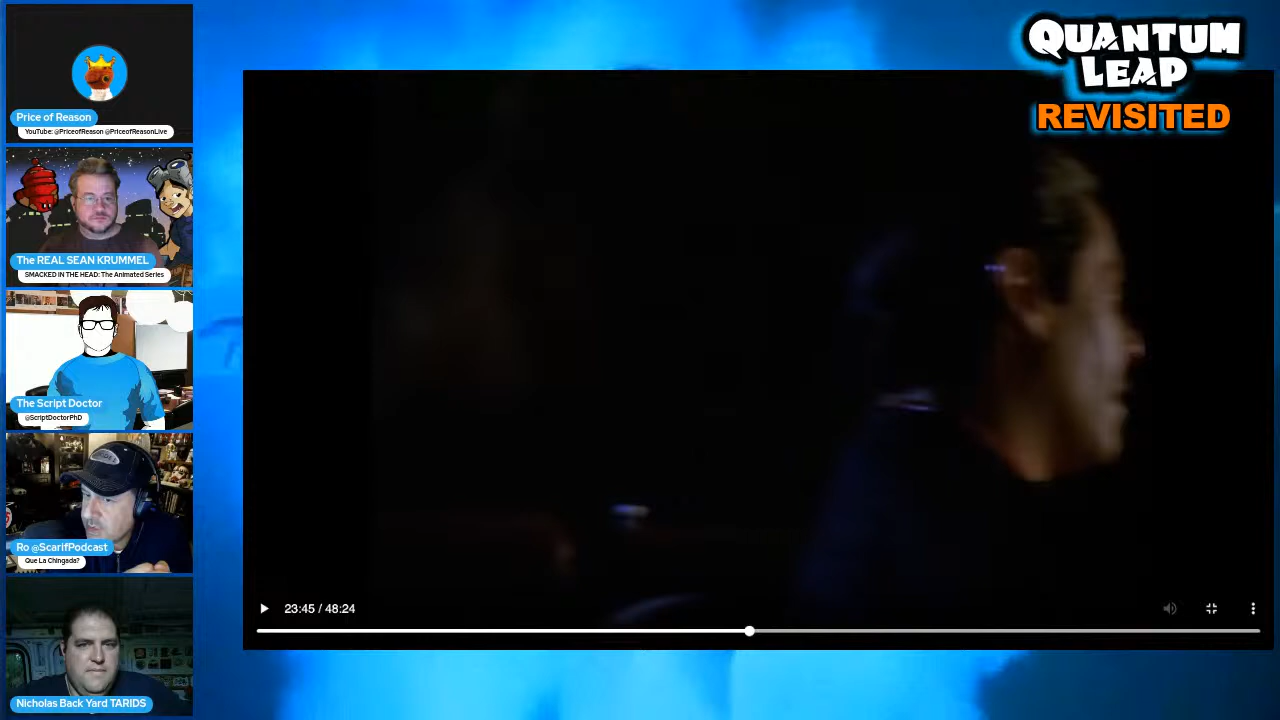 QUANTUM
LEAP
REVISITED
Price of Reason
YouTube: @PriceofReason @PriceofReasonLive
The REAL SEAN KRUMMEL
SMACKED IN THE HEAD: The Animated Series
The Script Doctor
@ScriptDoctorPhD
Ro @ScarifPodcast
Que La Chingada?
Nicholas Back Yard TARIDS
23:45 / 48:24